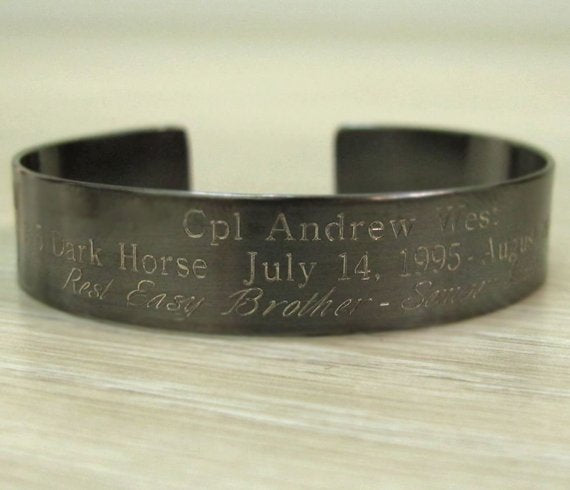 Cpl Andrew West
Dark Horse July 14, 1995 - August
Rest Easy Brother -